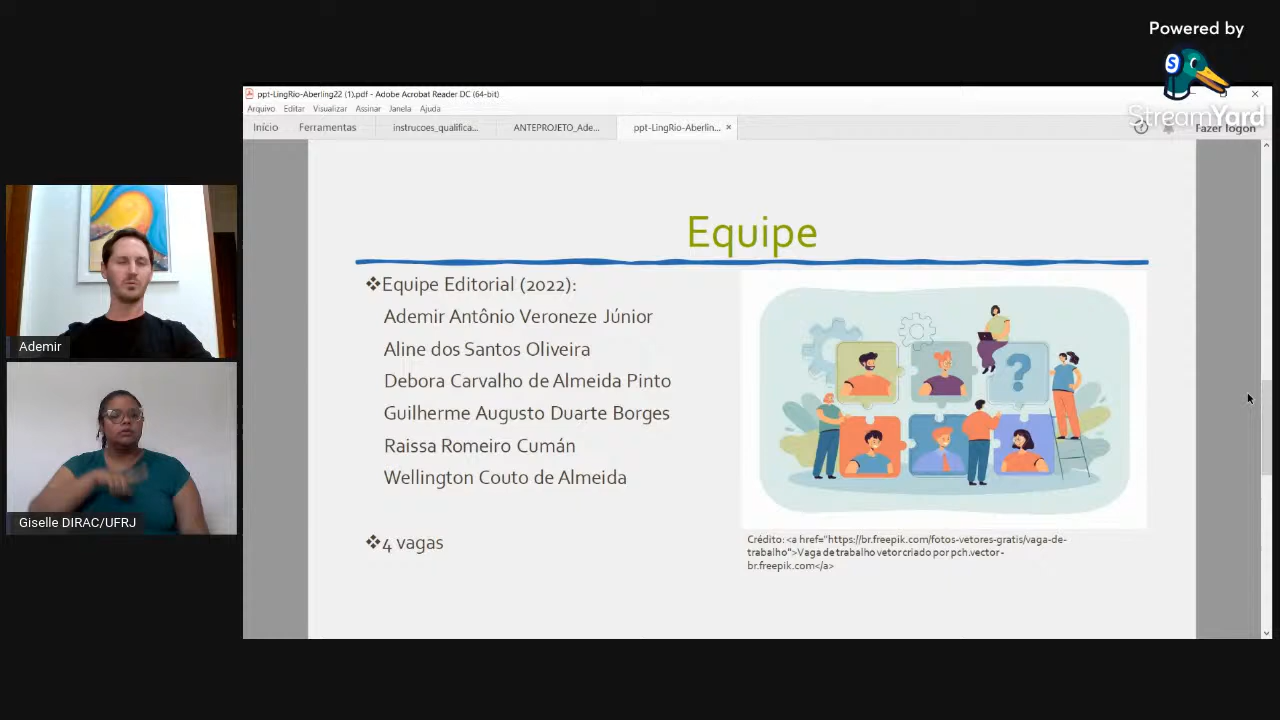 Powered by
S
StreamYard
ppt-LingRio-Aberling22 (1).pdf - Adobe Acrobat Reader DC (64-bit)
Arquivo Editar Visualizar Assinar Janela Ajuda
Início Ferramentas instrucoes_qualifica... ANTEPROJETO_Ade... ppt-LingRio-Aberlin... × Fazer logon
Equipe
❖Equipe Editorial (2022):
Ademir Antônio Veroneze Júnior
Aline dos Santos Oliveira
Debora Carvalho de Almeida Pinto
Guilherme Augusto Duarte Borges
Raissa Romeiro Cumán
Wellington Couto de Almeida
❖4 vagas
?
Crédito: <a href="https://br.freepik.com/fotos-vetores-gratis/vaga-de-
trabalho">Vaga de trabalho vetor criado por pch.vector -
br.freepik.com</a>
Ademir
Giselle DIRAC/UFRJ